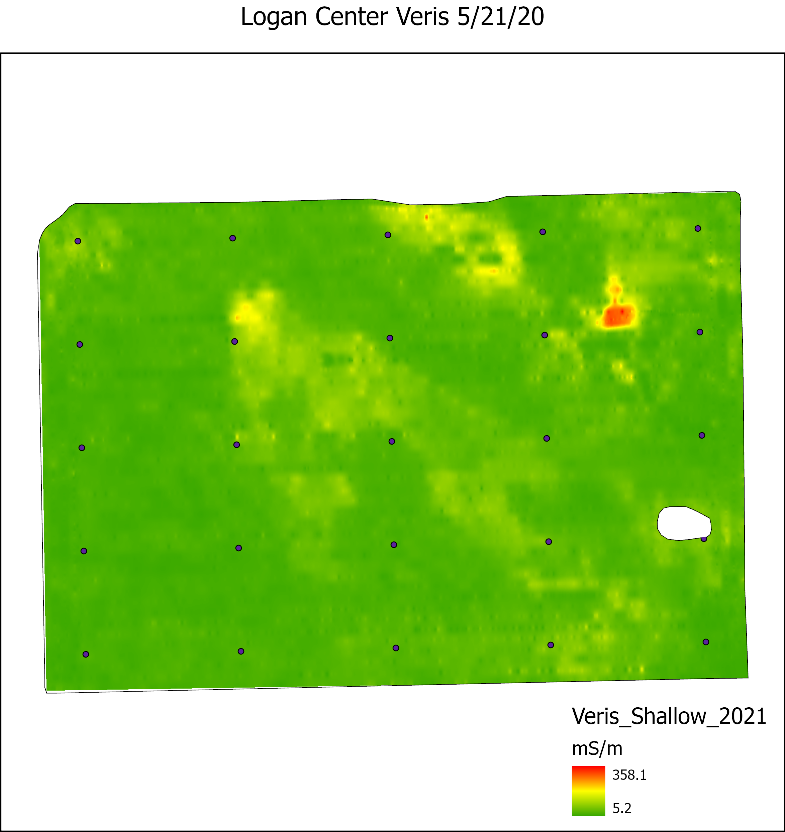 Logan Center Veris 5/21/20
Veris_Shallow_2021
mS/m
358.1
5.2